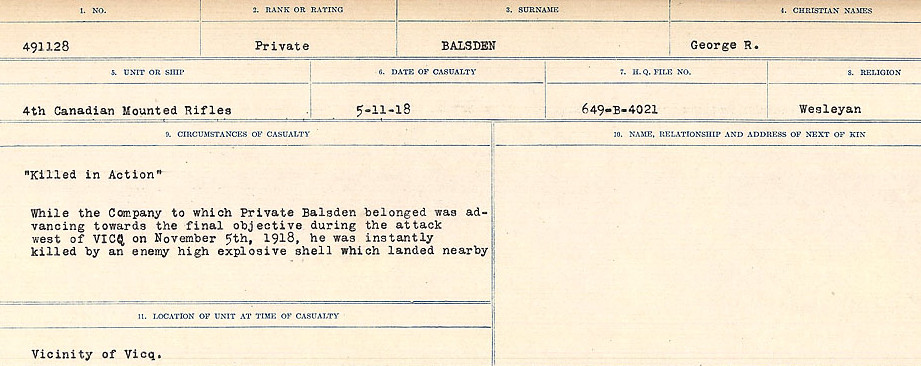 1. NO. 2. RANK OR RATING 3. SURNAME 4. CHRISTIAN NAMES
491128 Private BALSDEN George R.
5. UNIT OR SHIP 6. DATE OF CASUALTY 7. H.Q. FILE NO. 8. RELIGION
4th Canadian Mounted Rifles 5-11-18 649-B-4021 Wesleyan
9. CIRCUMSTANCES OF CASUALTY 10. NAME, RELATIONSHIP AND ADDRESS OF NEXT OF KIN
"Killed in Action"
While the Company to which Private Balsden belonged was ad-
vancing towards the final objective during the attack
west of VICQ on November 5th, 1918, he was instantly
killed by an enemy high explosive shell which landed nearby
11. LOCATION OF UNIT AT TIME OF CASUALTY
Vicinity of Vicq.